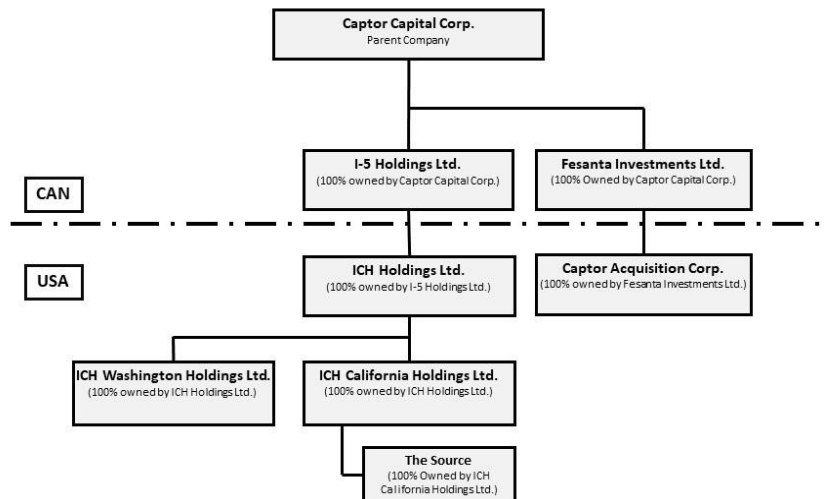 Captor Capital Corp.
Parent Company
I-5 Holdings Ltd.
(100% owned by Captor Capital Corp.)
Fesanta Investments Ltd.
(100% Owned by Captor Capital Corp.)
CAN
USA
ICH Holdings Ltd.
(100% owned by I-5 Holdings Ltd.)
Captor Acquisition Corp.
(100% owned by Fesanta Investments Ltd.)
ICH Washington Holdings Ltd.
(100% owned by ICH Holdings Ltd.)
ICH California Holdings Ltd.
(100% owned by ICH Holdings Ltd.)
The Source
(100% Owned by ICH
California Holdings Ltd.)